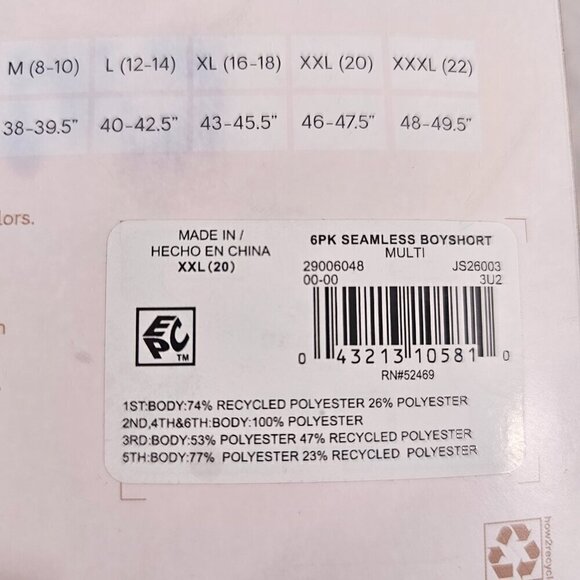 M (8-10) L (12-14) XL (16-18) XXL (20) XXXL (22)
38-39.5" 40-42.5" 43-45.5" 46-47.5" 48-49.5"
lors.
MADE IN /
HECHO EN CHINA
XXL (20)
6PK SEAMLESS BOYSHORT
MULTI
29006048 JS26003
00-00 3U2
EPC TM
0 43213 10581 0
RN#52469
1ST:BODY:74% RECYCLED POLYESTER 26% POLYESTER
2ND,4TH&6TH:BODY:100% POLYESTER
3RD:BODY:53% POLYESTER 47% RECYCLED POLYESTER
5TH:BODY:77% POLYESTER 23% RECYCLED POLYESTER
how2recycl